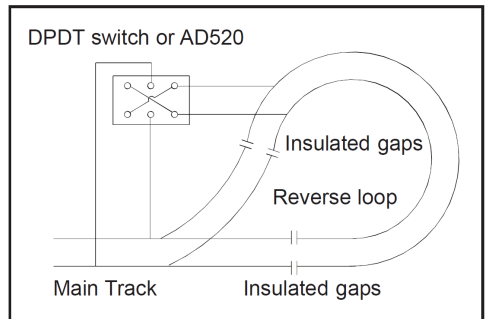 DPDT switch or AD520
Insulated gaps
Reverse loop
Main Track
Insulated gaps